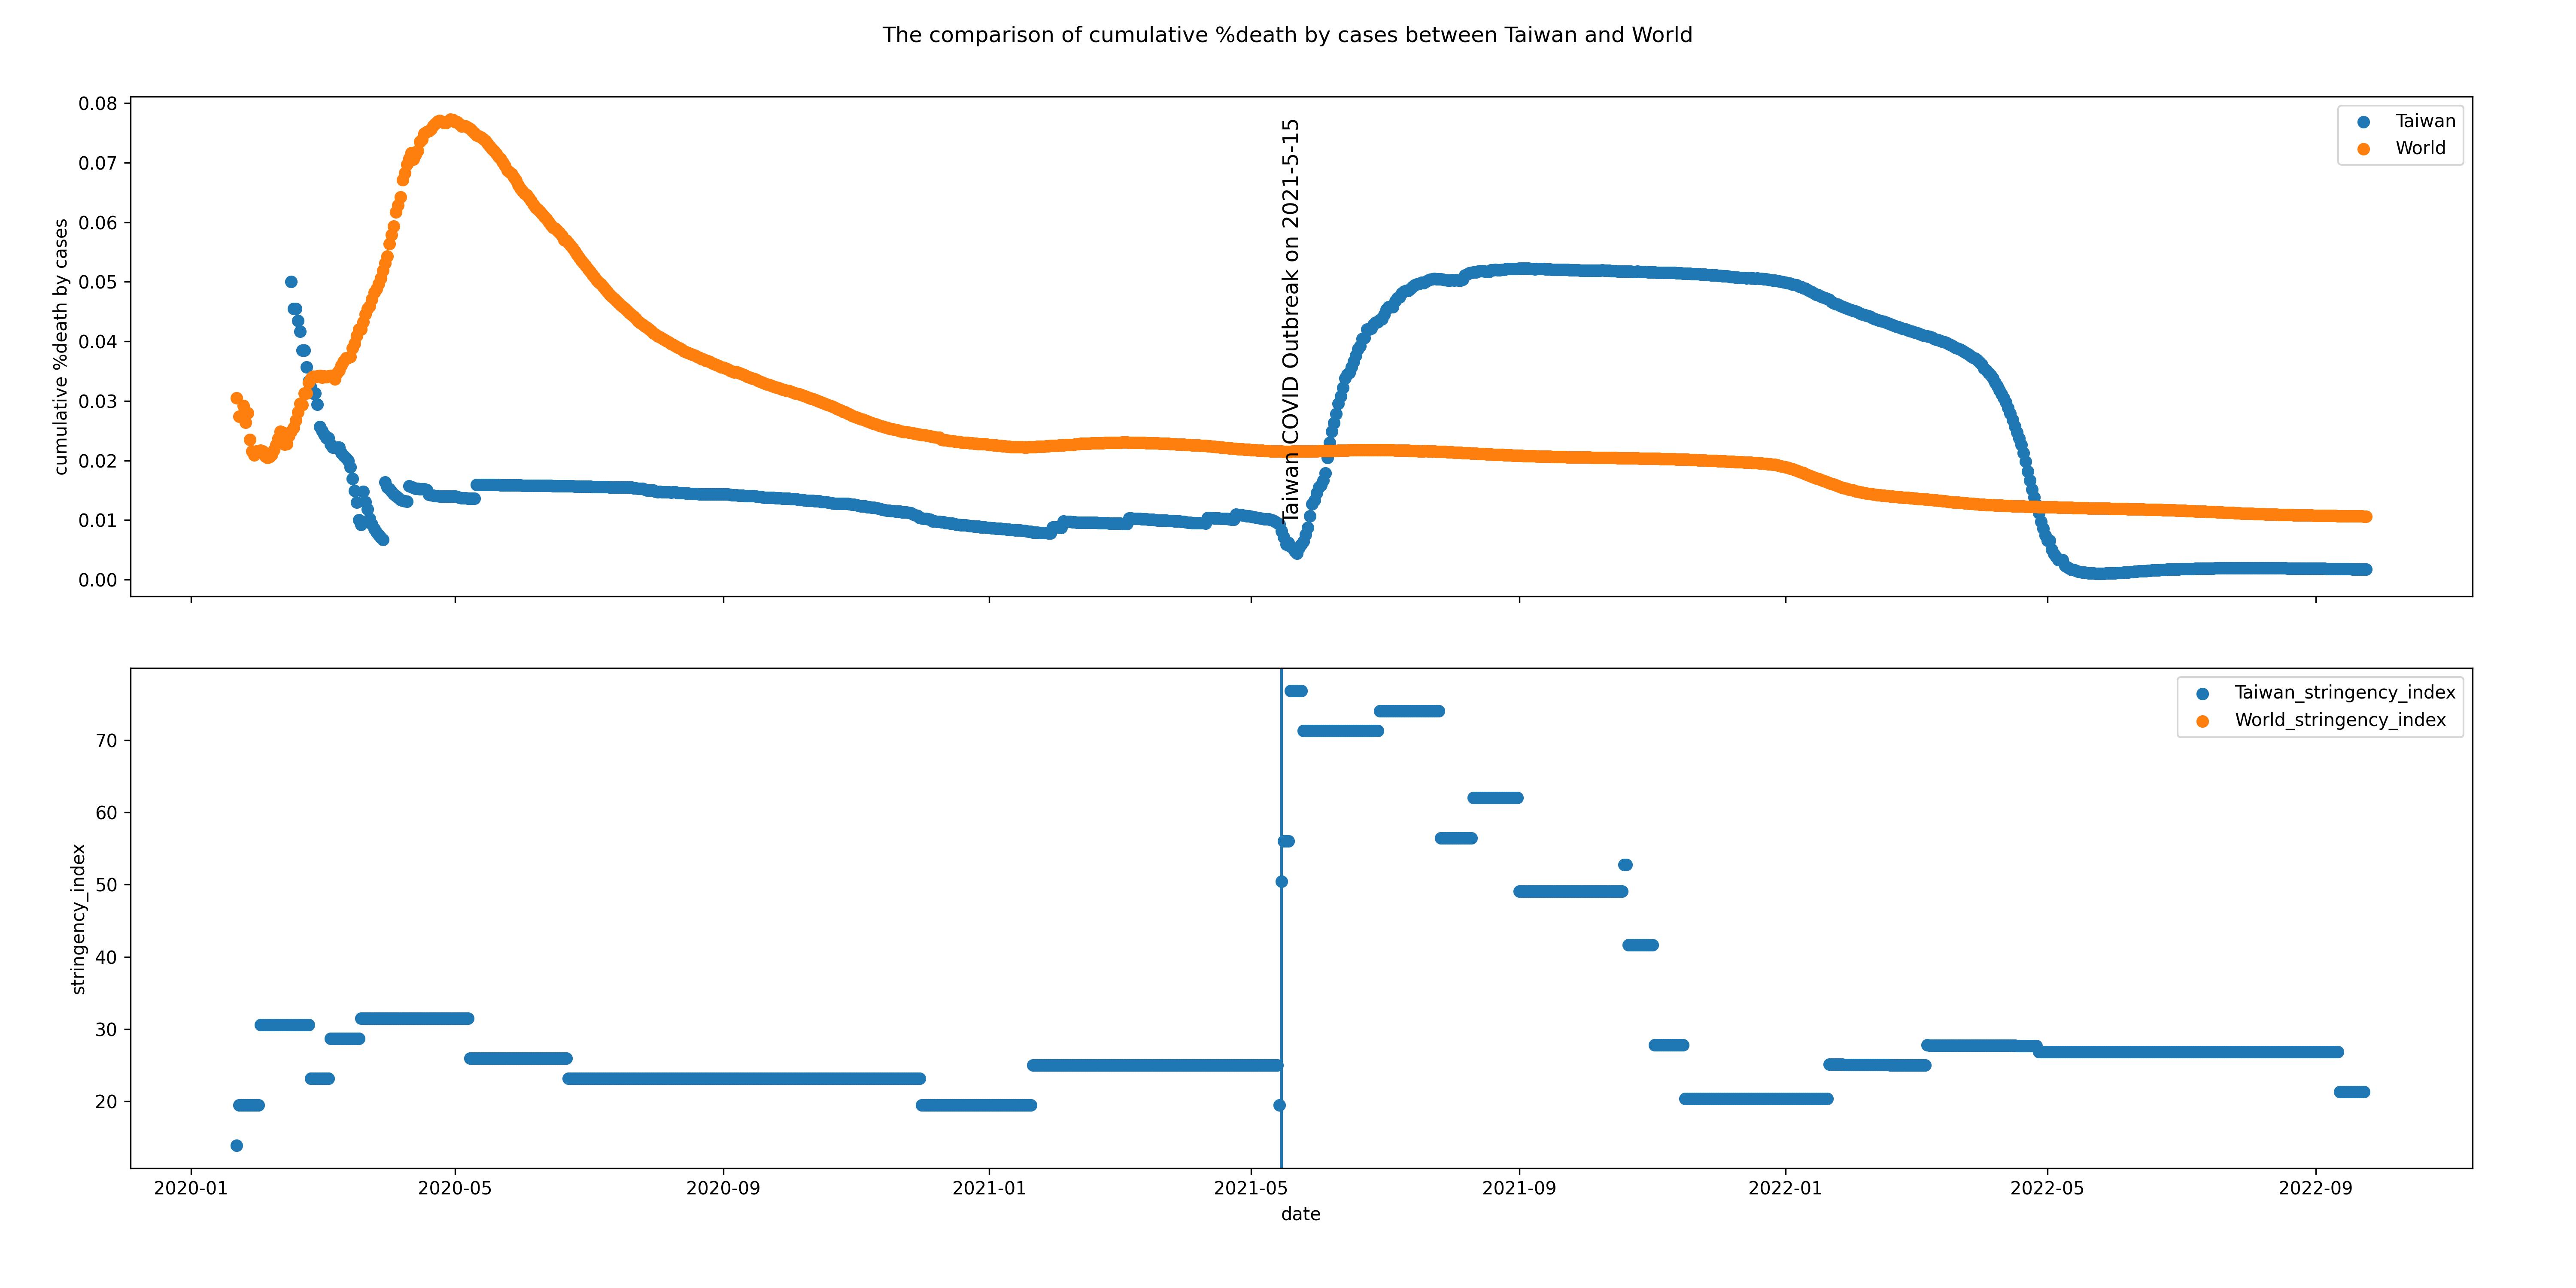 The comparison of cumulative %death by cases between Taiwan and World
cumulative %death by cases
0.08
0.07
0.06
0.05
0.04
0.03
0.02
0.01
0.00
Taiwan COVID Outbreak on 2021-5-15
Taiwan
World
stringency_index
70
60
50
40
30
20
Taiwan_stringency_index
World_stringency_index
2020-01 2020-05 2020-09 2021-01 2021-05 2021-09 2022-01 2022-05 2022-09
date